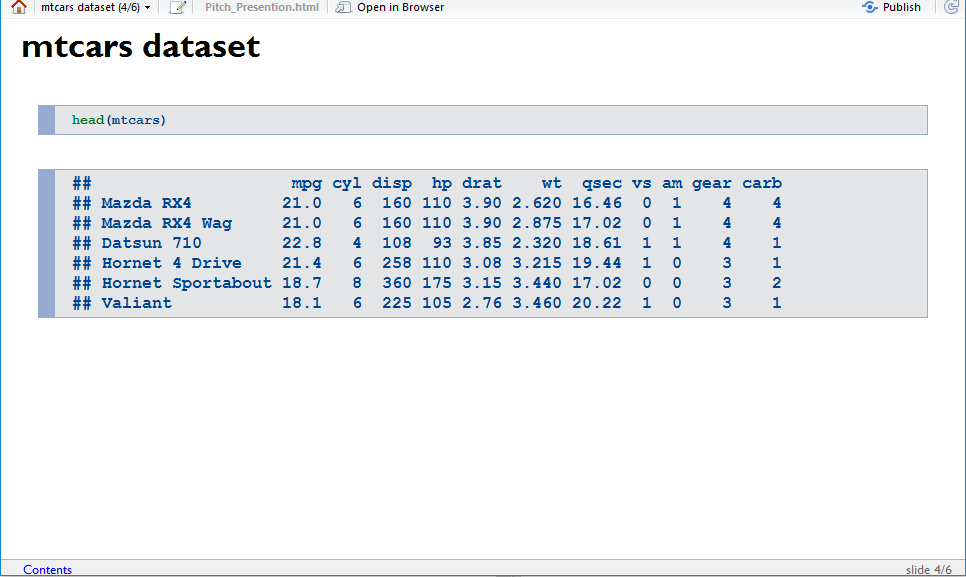 mtcars dataset (4/6) Pitch_Presention.html Open in Browser Publish
mtcars dataset
head(mtcars)
##                     mpg cyl disp  hp drat    wt  qsec vs am gear carb
## Mazda RX4         21.0   6  160 110 3.90 2.620 16.46  0  1    4    4
## Mazda RX4 Wag     21.0   6  160 110 3.90 2.875 17.02  0  1    4    4
## Datsun 710        22.8   4  108  93 3.85 2.320 18.61  1  1    4    1
## Hornet 4 Drive    21.4   6  258 110 3.08 3.215 19.44  1  0    3    1
## Hornet Sportabout 18.7   8  360 175 3.15 3.440 17.02  0  0    3    2
## Valiant           18.1   6  225 105 2.76 3.460 20.22  1  0    3    1
Contents slide 4/6